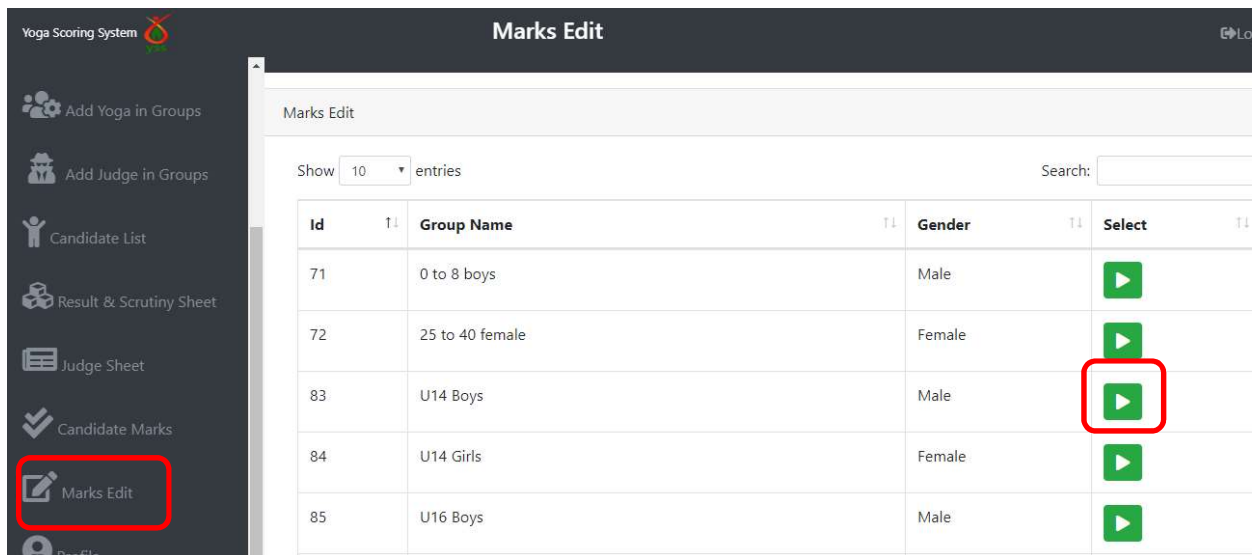 Yoga Scoring System
yss
Marks Edit
Lo
Add Yoga in Groups
Add Judge in Groups
Candidate List
Result & Scrutiny Sheet
Judge Sheet
Candidate Marks
Marks Edit
Profile
Marks Edit
Show 10 entries
Search:
Id Group Name Gender Select
71 0 to 8 boys Male
72 25 to 40 female Female
83 U14 Boys Male
84 U14 Girls Female
85 U16 Boys Male